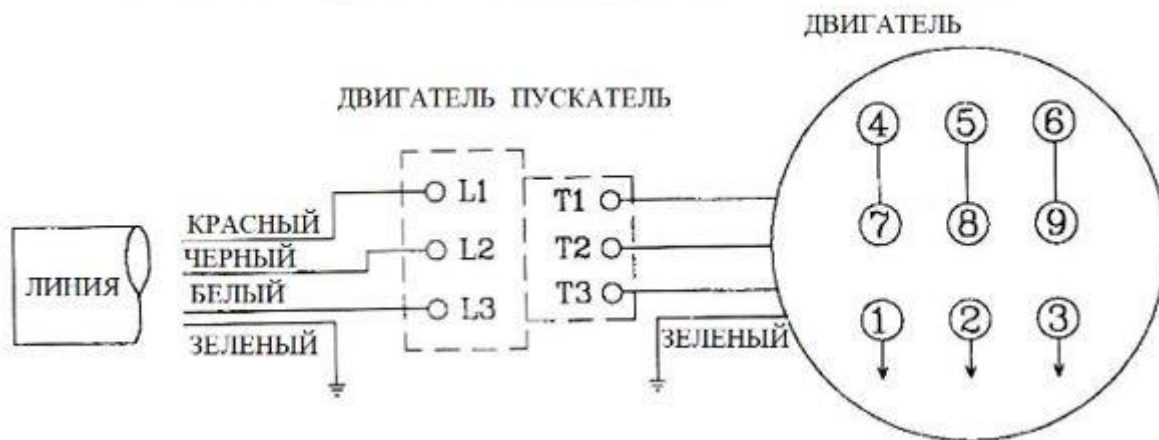 ДВИГАТЕЛЬ
ДВИГАТЕЛЬ ПУСКАТЕЛЬ
4 5 6
L1
T1
КРАСНЫЙ
7 8 9
ЧЕРНЫЙ
L2
T2
ЛИНИЯ
БЕЛЫЙ
L3
T3
1 2 3
ЗЕЛЕНЫЙ
ЗЕЛЕНЫЙ